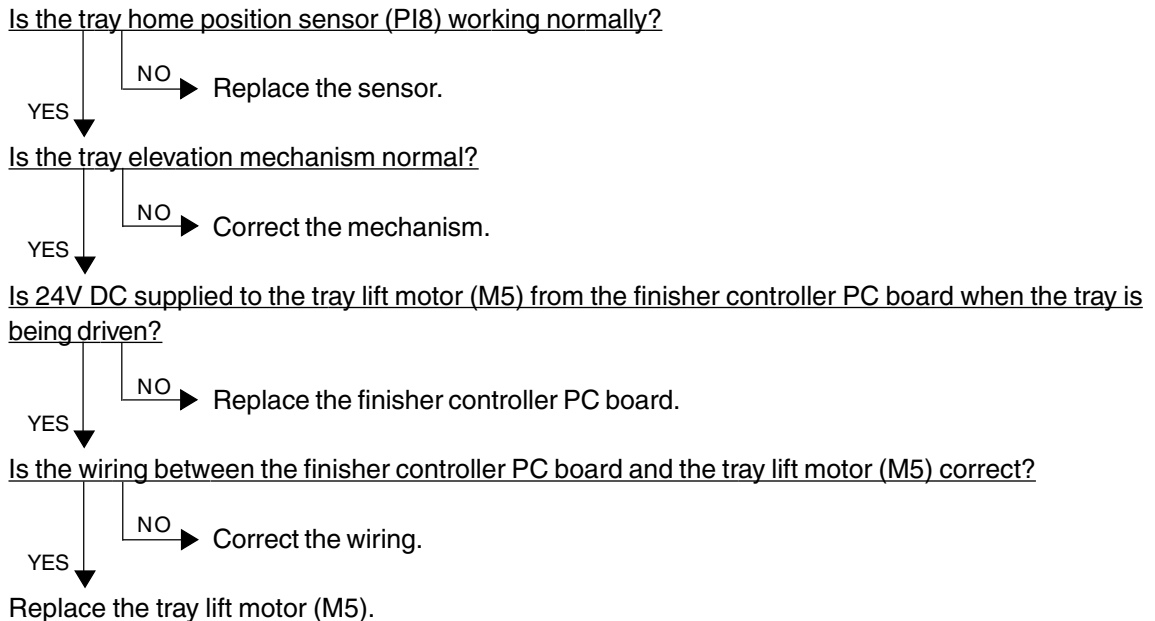 Is the tray home position sensor (PI8) working normally?
NO
Replace the sensor.
YES
Is the tray elevation mechanism normal?
NO
Correct the mechanism.
YES
Is 24V DC supplied to the tray lift motor (M5) from the finisher controller PC board when the tray is
being driven?
NO
Replace the finisher controller PC board.
YES
Is the wiring between the finisher controller PC board and the tray lift motor (M5) correct?
NO
Correct the wiring.
YES
Replace the tray lift motor (M5).